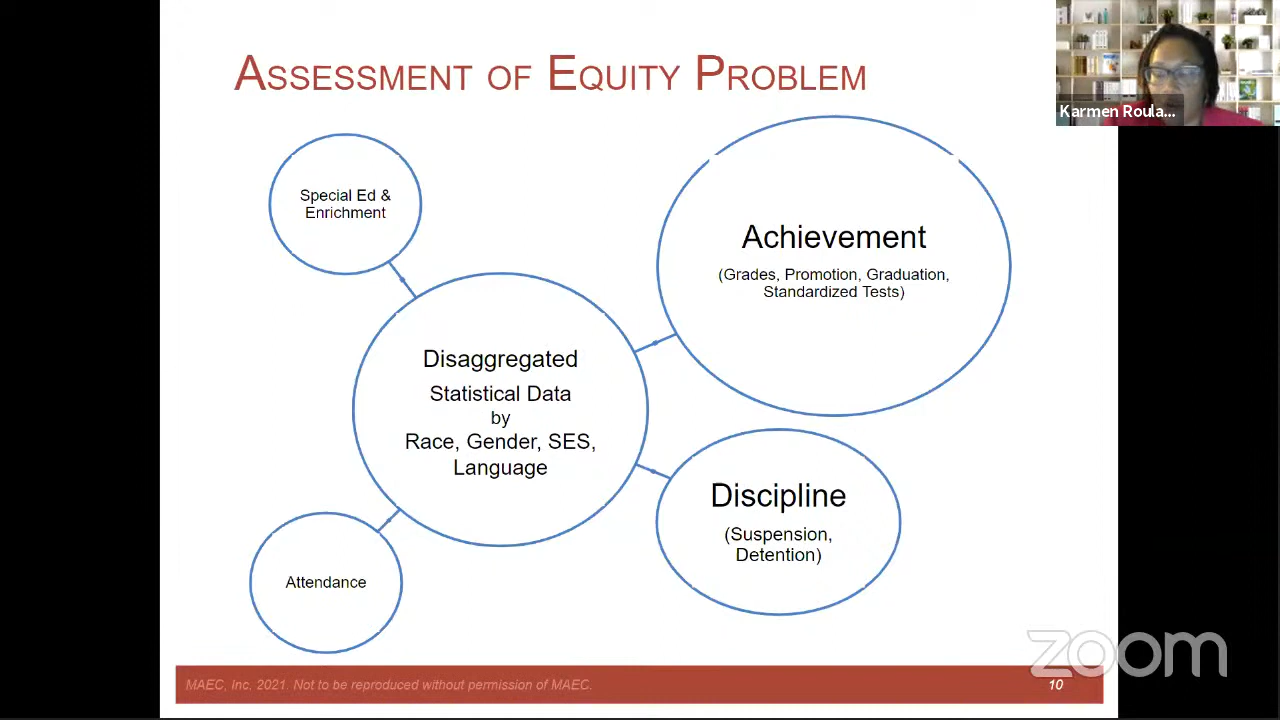 ASSESSMENT OF EQUITY PROBLEM
Karmen Roula...
Special Ed &
Enrichment
Achievement
(Grades, Promotion, Graduation,
Standardized Tests)
Disaggregated
Statistical Data
by
Race, Gender, SES,
Language
Discipline
(Suspension,
Detention)
Attendance
zoom
MAEC, Inc. 2021. Not to be reproduced without permission of MAEC.
10